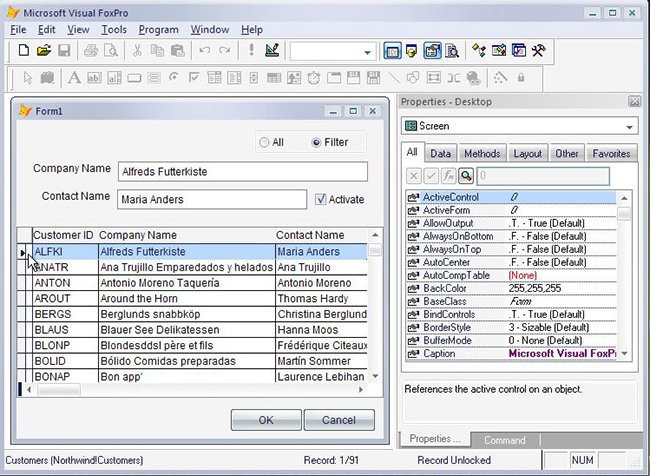 Microsoft Visual FoxPro
File Edit View Tools Program Window Help
Form1
All Filter
Company Name Alfreds Futterkiste
Contact Name Maria Anders Activate
Customer ID Company Name Contact Name
ALFKI Alfreds Futterkiste Maria Anders
ANATR Ana Trujillo Emparedados y helados Ana Trujillo
ANTON Antonio Moreno Taquería Antonio Moreno
AROUT Around the Horn Thomas Hardy
BERGS Berglunds snabbköp Christina Berglund
BLAUS Blauer See Delikatessen Hanna Moos
BLONP Blondesddsl père et fils Frédérique Citeaux
BOLID Bólido Comidas preparadas Martín Sommer
BONAP Bon app' Laurence Lebihan
OK Cancel
Properties - Desktop
Screen
All Data Methods Layout Other Favorites
0
ActiveControl 0
ActiveForm 0
AllowOutput .T. - True (Default)
AlwaysOnBottom .F. - False (Default)
AlwaysOnTop .F. - False (Default)
AutoCenter .F. - False (Default)
AutoCompTable (None)
BackColor 255,255,255
BaseClass Form
BindControls .T. - True (Default)
BorderStyle 3 - Sizable (Default)
BufferMode 0 - None (Default)
Caption Microsoft Visual FoxPr
References the active control on an object.
Properties ... Command
Customers (Northwind!Customers) Record: 1/91 Record Unlocked NUM